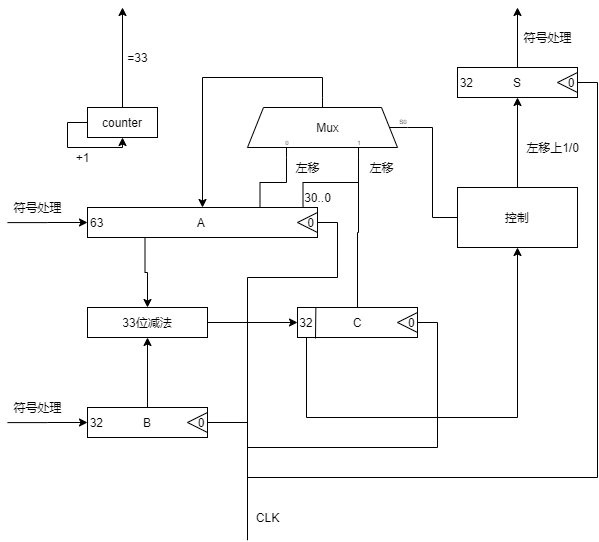 符号处理
=33
32 S 0
counter
Mux
S0
+1
0 1
左移上1/0
左移 左移
30..0
符号处理
63 A 0
控制
33位减法
32 C 0
符号处理
32 B 0
CLK